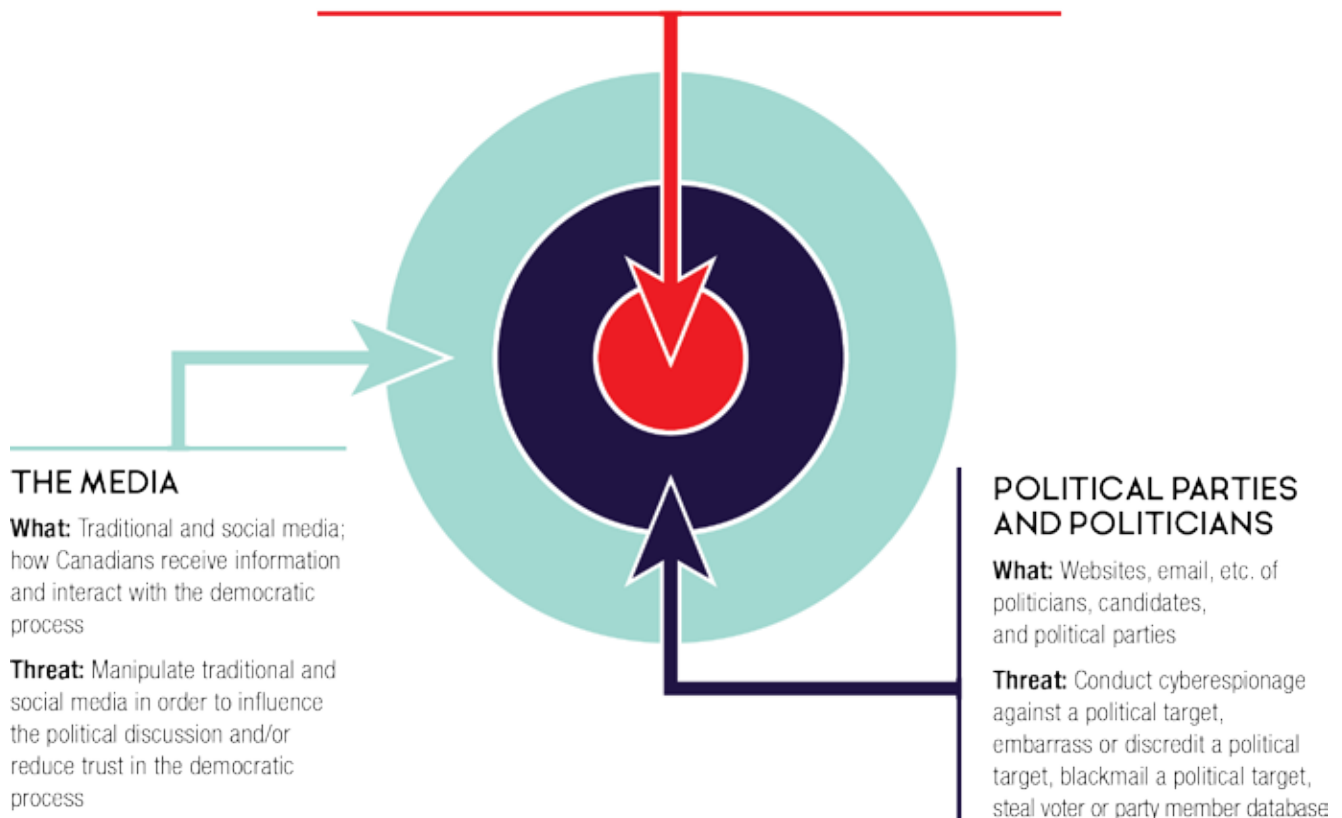 THE MEDIA
What: Traditional and social media;
how Canadians receive information
and interact with the democratic
process
Threat: Manipulate traditional and
social media in order to influence
the political discussion and/or
reduce trust in the democratic
process
POLITICAL PARTIES
AND POLITICIANS
What: Websites, email, etc. of
politicians, candidates,
and political parties
Threat: Conduct cyberespionage
against a political target,
embarrass or discredit a political
target, blackmail a political target,
steal voter or party member database